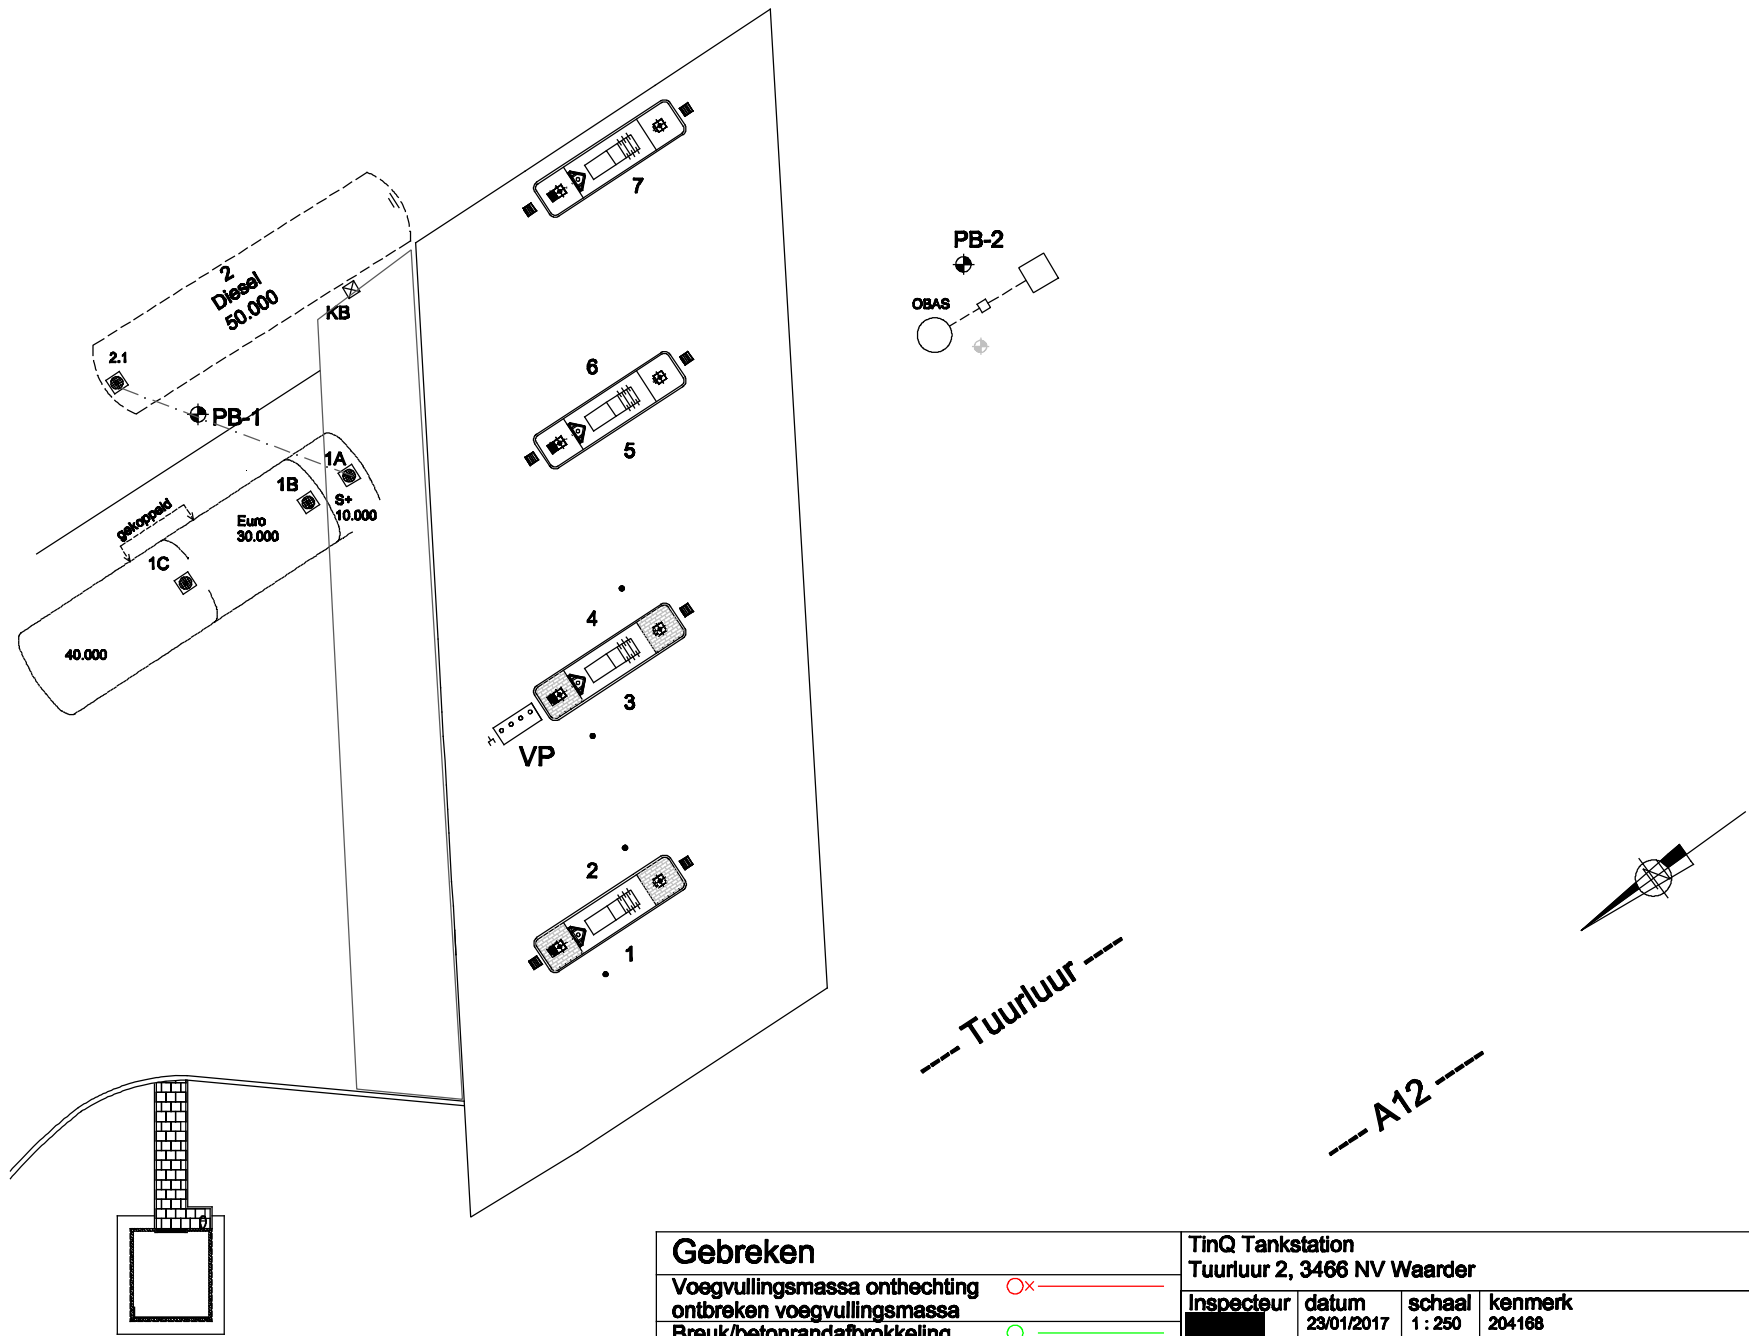 7
2
Diesel
50.000
KB
2.1
PB-1
PB-2
OBAS
6
5
1A
1B
S+
10.000
Euro
30.000
gekoppeld
1C
40.000
4
3
VP
2
1
---- Tuurluur ----
---- A12 ----
Gebreken
Voegvullingsmassa onthechting
ontbreken voegvullingsmassa
Breuk/betonrandafbrokkeling
TinQ Tankstation
Tuurluur 2, 3466 NV Waarder
Inspecteur datum schaal kenmerk
23/01/2017 1 : 250 204168